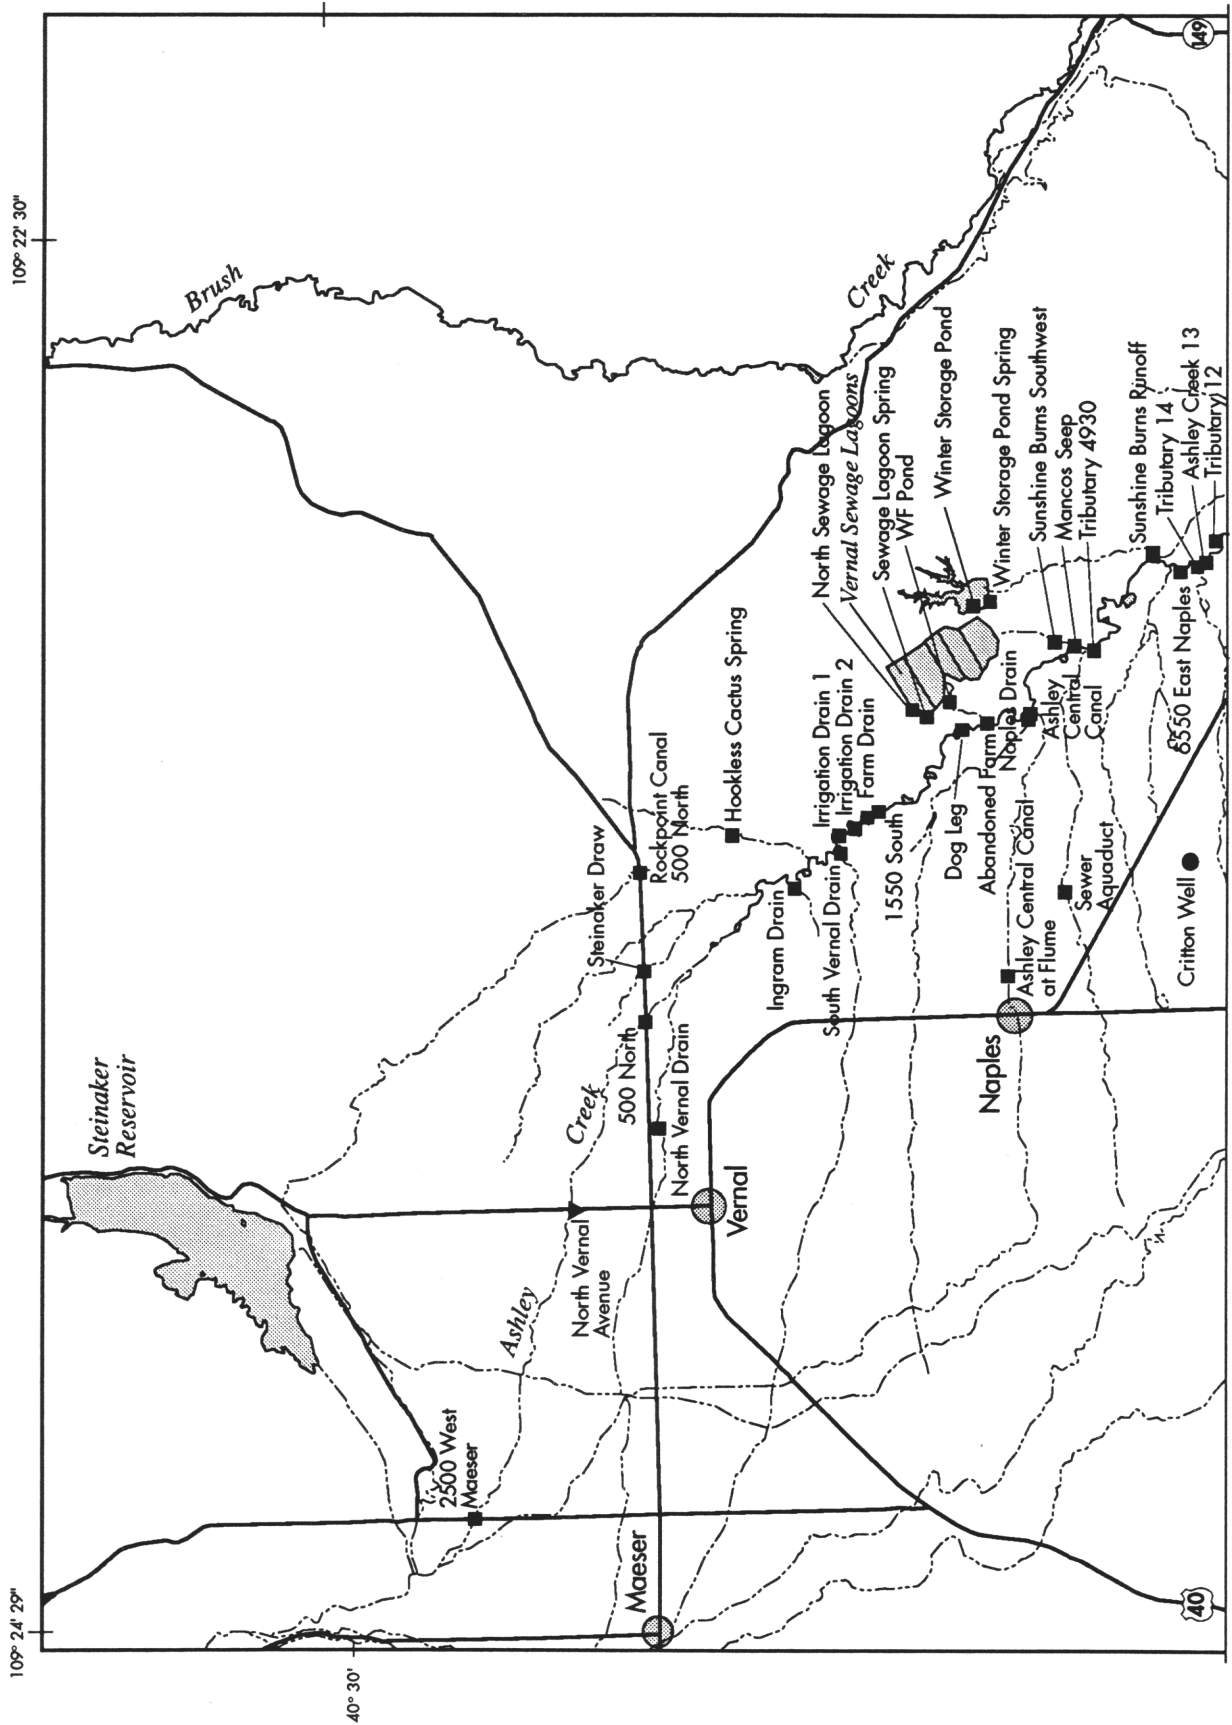 109° 24' 29"
109° 22' 30"
40° 30'
Steinaker
Reservoir
Brush
Creek
Ashley
Creek
2500 West
Maeser
North Vernal
Avenue
Maeser
Vernal
Naples
500 North
North Vernal Drain
Steinaker Draw
Rockpoint Canal
500 North
Hookless Cactus Spring
Ingram Drain
South Vernal Drain
Irrigation Drain 1
Irrigation Drain 2
Farm Drain
1550 South
Dog Leg
Abandoned Farm
Naples Drain
North Sewage Lagoon
Vernal Sewage Lagoons
Sewage Lagoon Spring
WF Pond
Winter Storage Pond
Winter Storage Pond Spring
Sunshine Burns Southwest
Mancos Seep
Tributary 4930
Ashley
Central
Canal
Ashley Central Canal
at Flume
Sewer
Aquaduct
Critton Well
6550 East Naples
Sunshine Burns Runoff
Tributary 14
Ashley Creek 13
Tributary 12
40
149